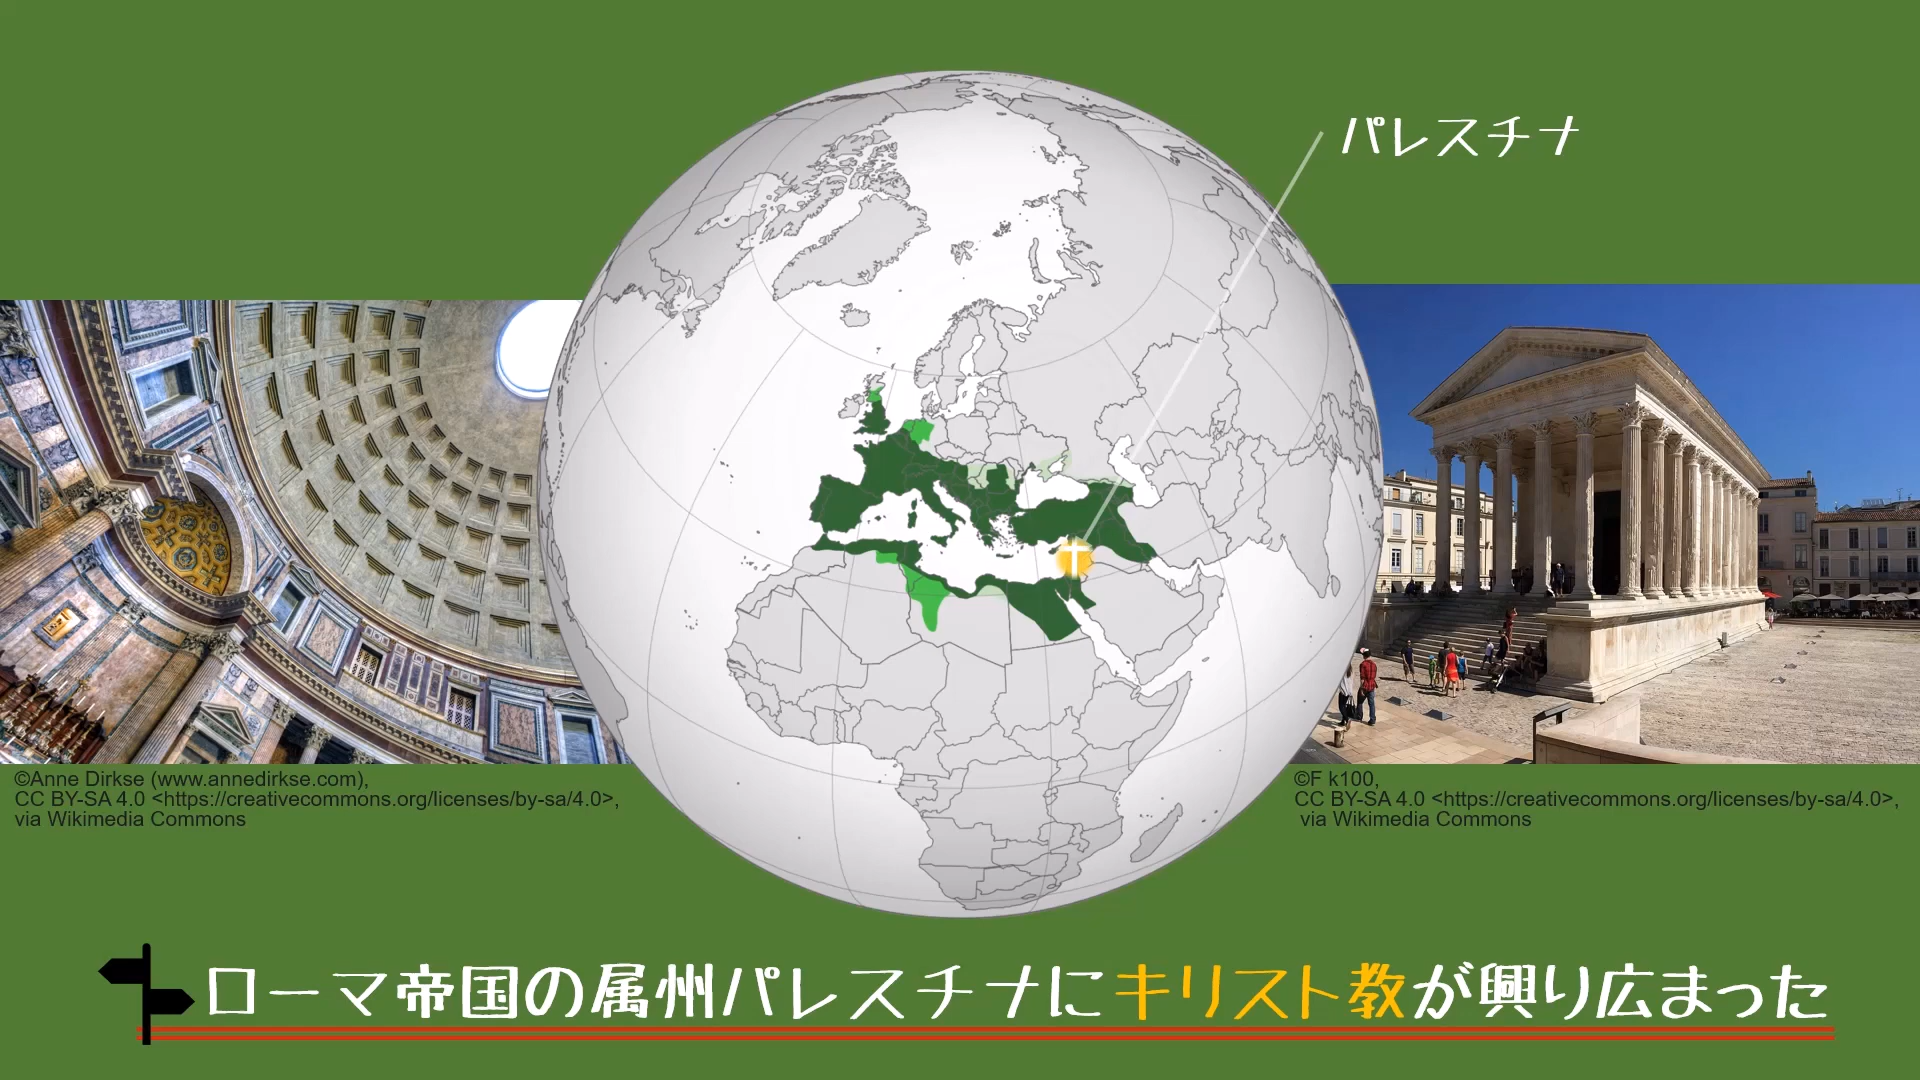 パレスチナ
©Anne Dirkse (www.annedirkse.com),
CC BY-SA 4.0 <https://creativecommons.org/licenses/by-sa/4.0>,
via Wikimedia Commons
©F k100,
CC BY-SA 4.0 <https://creativecommons.org/licenses/by-sa/4.0>,
via Wikimedia Commons
ローマ帝国の属州パレスチナにキリスト教が興り広まった